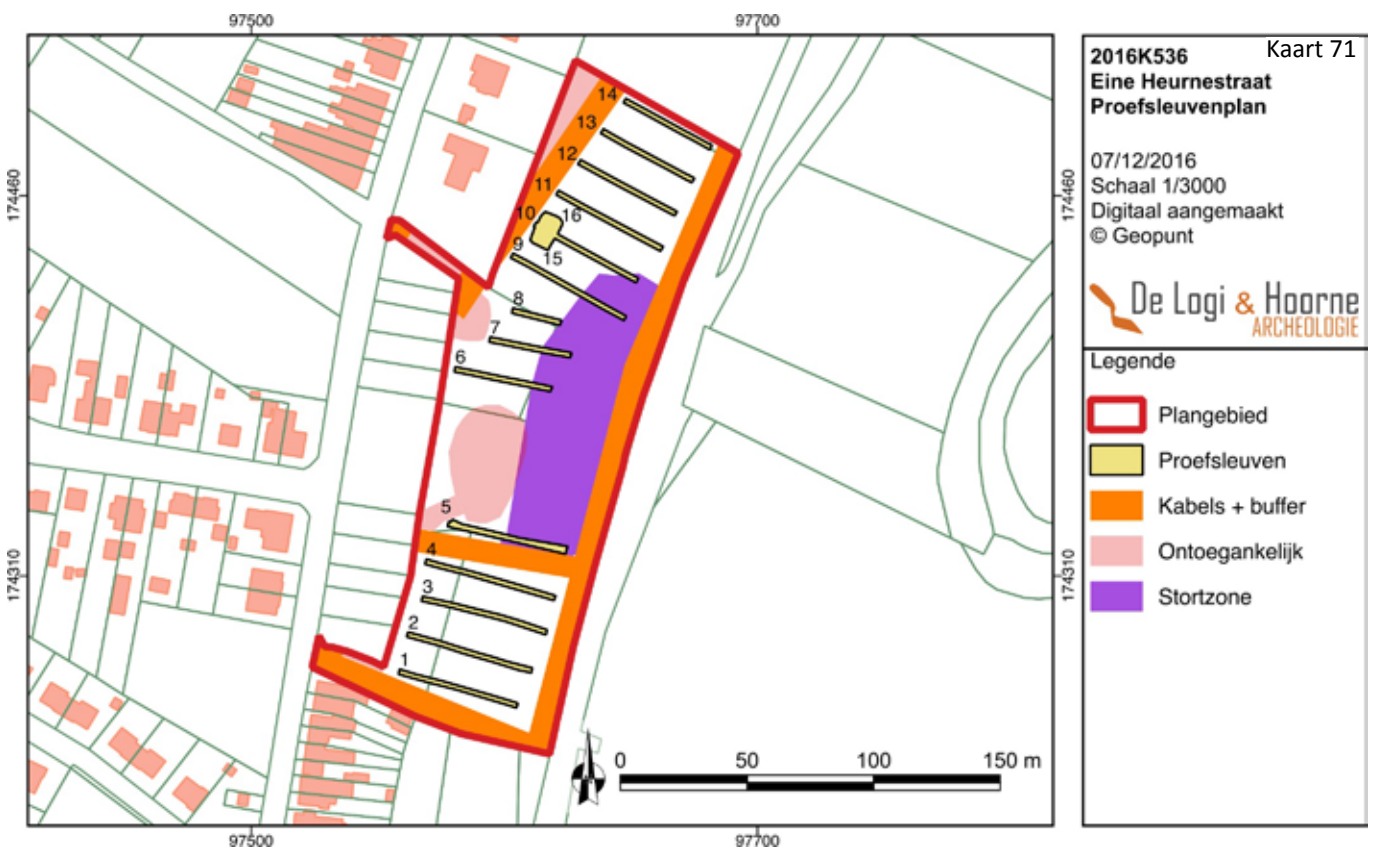 97500
97700
Kaart 71
2016K536
Eine Heurnestraat
Proefsleuvenplan
07/12/2016
Schaal 1/3000
Digitaal aangemaakt
© Geopunt
De Logi & Hoorne
ARCHEOLOGIE
Legende
Plangebied
Proefsleuven
Kabels + buffer
Ontoegankelijk
Stortzone
174460
174460
174310
174310
14
13
12
11
10
16
9
15
8
7
6
5
4
3
2
1
0 50 100 150 m
97500
97700